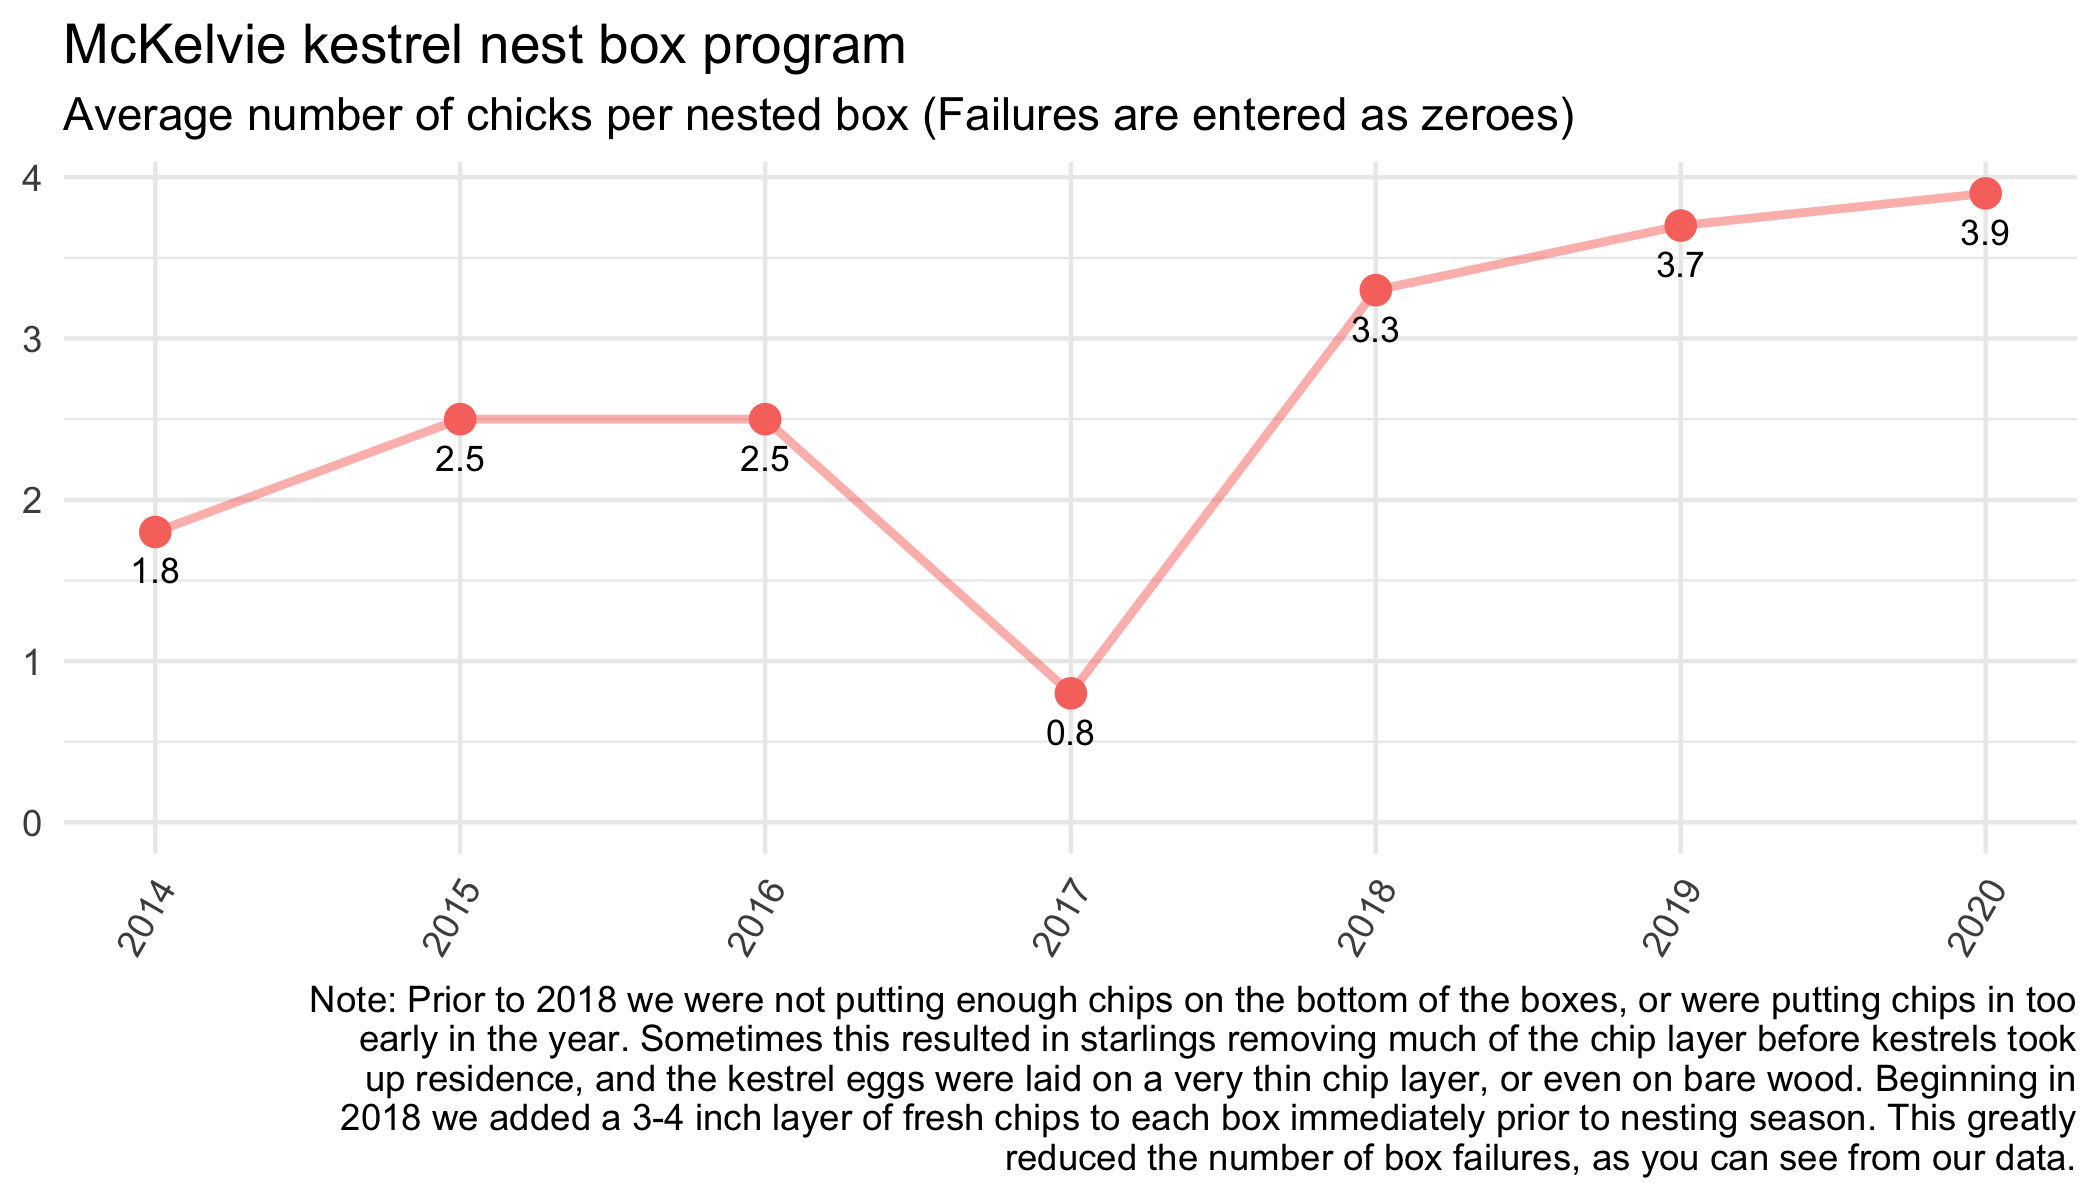 McKelvie kestrel nest box program
Average number of chicks per nested box (Failures are entered as zeroes)
4
3
2
1
0
1.8
2.5
2.5
0.8
3.3
3.7
3.9
2014
2015
2016
2017
2018
2019
2020
Note: Prior to 2018 we were not putting enough chips on the bottom of the boxes, or were putting chips in too
early in the year. Sometimes this resulted in starlings removing much of the chip layer before kestrels took
up residence, and the kestrel eggs were laid on a very thin chip layer, or even on bare wood. Beginning in
2018 we added a 3-4 inch layer of fresh chips to each box immediately prior to nesting season. This greatly
reduced the number of box failures, as you can see from our data.